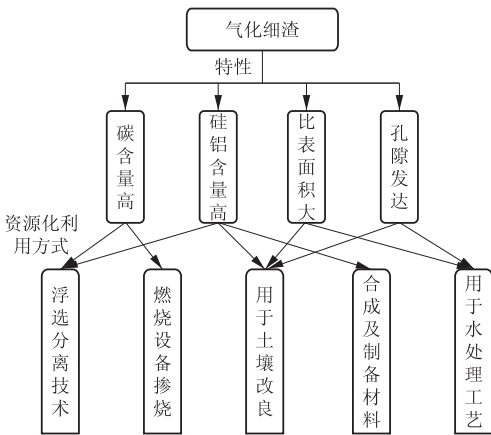 气化细渣
特性
碳含量高
硅铝含量高
比表面积大
孔隙发达
资源化利
用方式
浮选分离技术
燃烧设备掺烧
用于土壤改良
合成及制备材料
用于水处理工艺